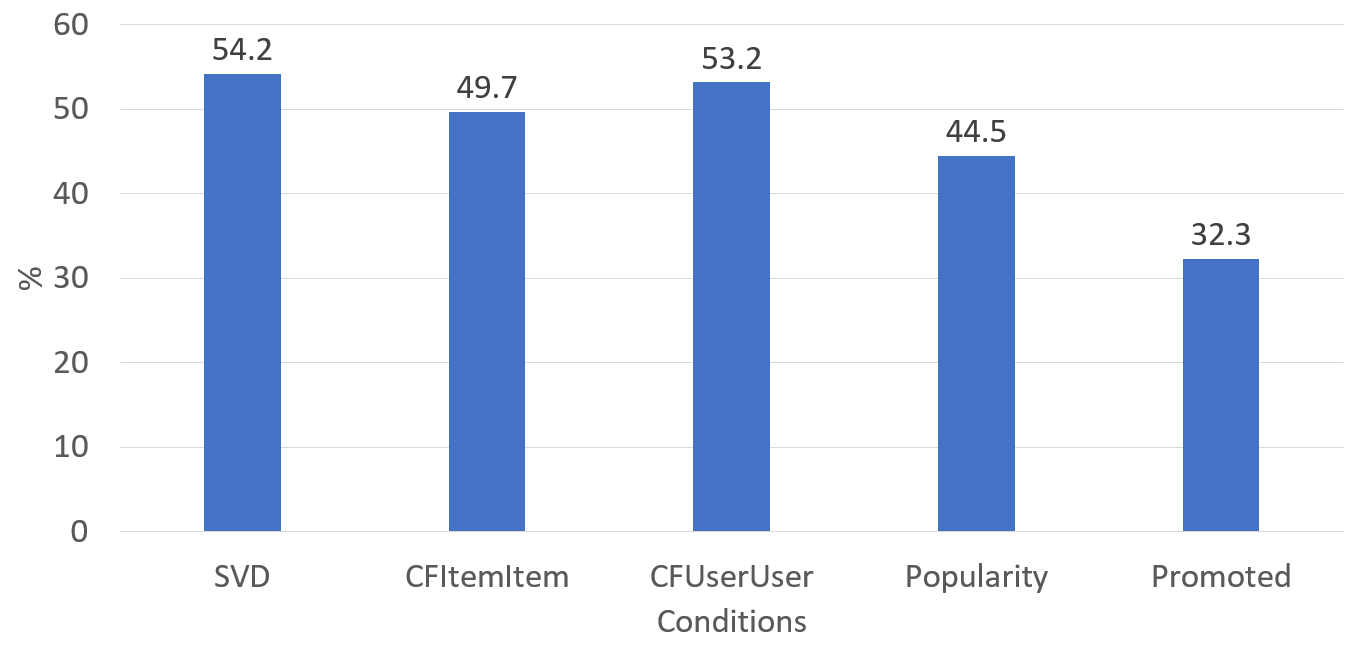 60
50
40
30
20
10
0
%
54.2
49.7
53.2
44.5
32.3
SVD
CFItemItem
CFUserUser
Popularity
Promoted
Conditions